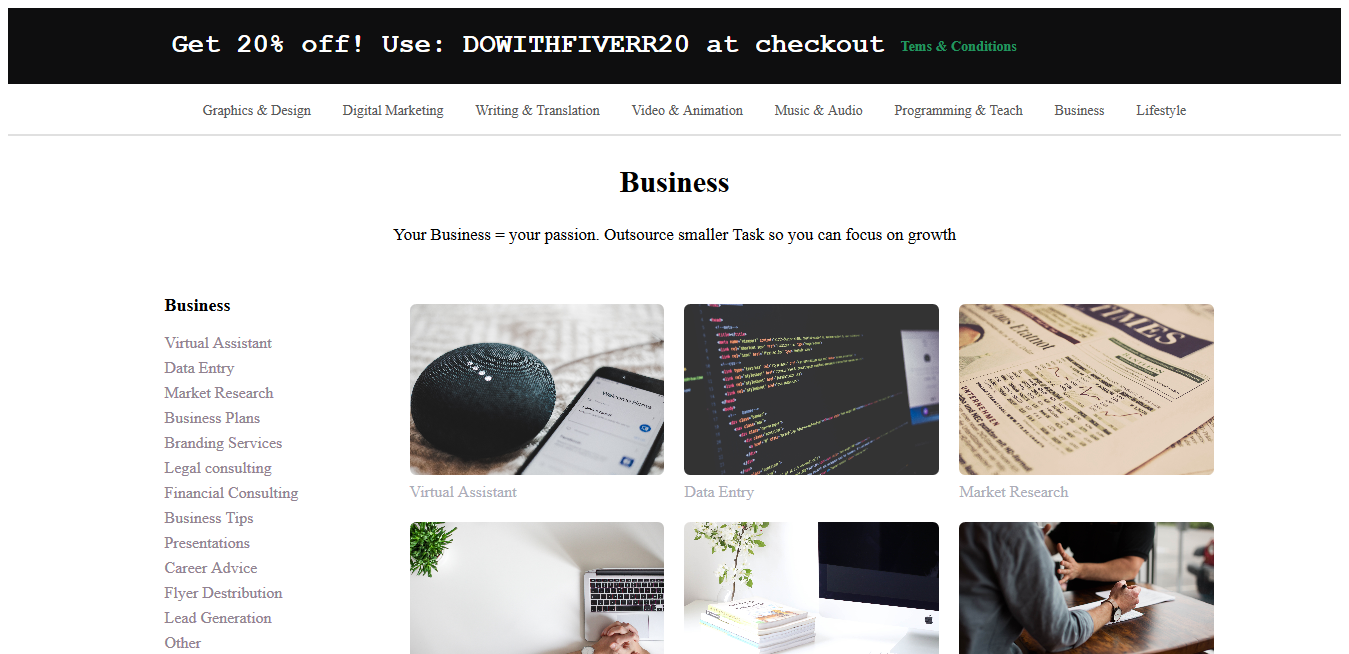 Get 20% off! Use: DOWITHFIVERR20 at checkout Tems & Conditions
Graphics & Design Digital Marketing Writing & Translation Video & Animation Music & Audio Programming & Teach Business Lifestyle
Business
Your Business = your passion. Outsource smaller Task so you can focus on growth
Business
Virtual Assistant
Data Entry
Market Research
Business Plans
Branding Services
Legal consulting
Financial Consulting
Business Tips
Presentations
Career Advice
Flyer Destribution
Lead Generation
Other
TIMES
UNTERNEHMEN
Virtual Assistant Data Entry Market Research